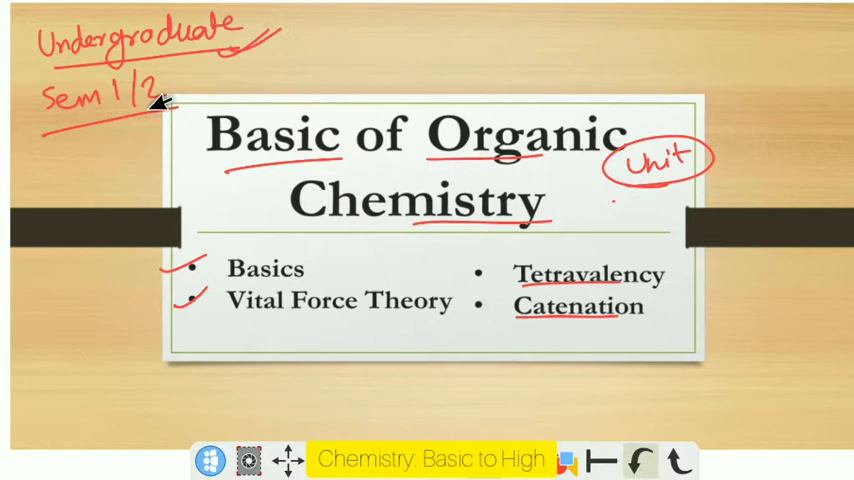 Undergraduate
Sem 1/2
Basic of Organic
Chemistry
Unit
• Basics
• Vital Force Theory
• Tetravalency
• Catenation
Chemistry: Basic to High